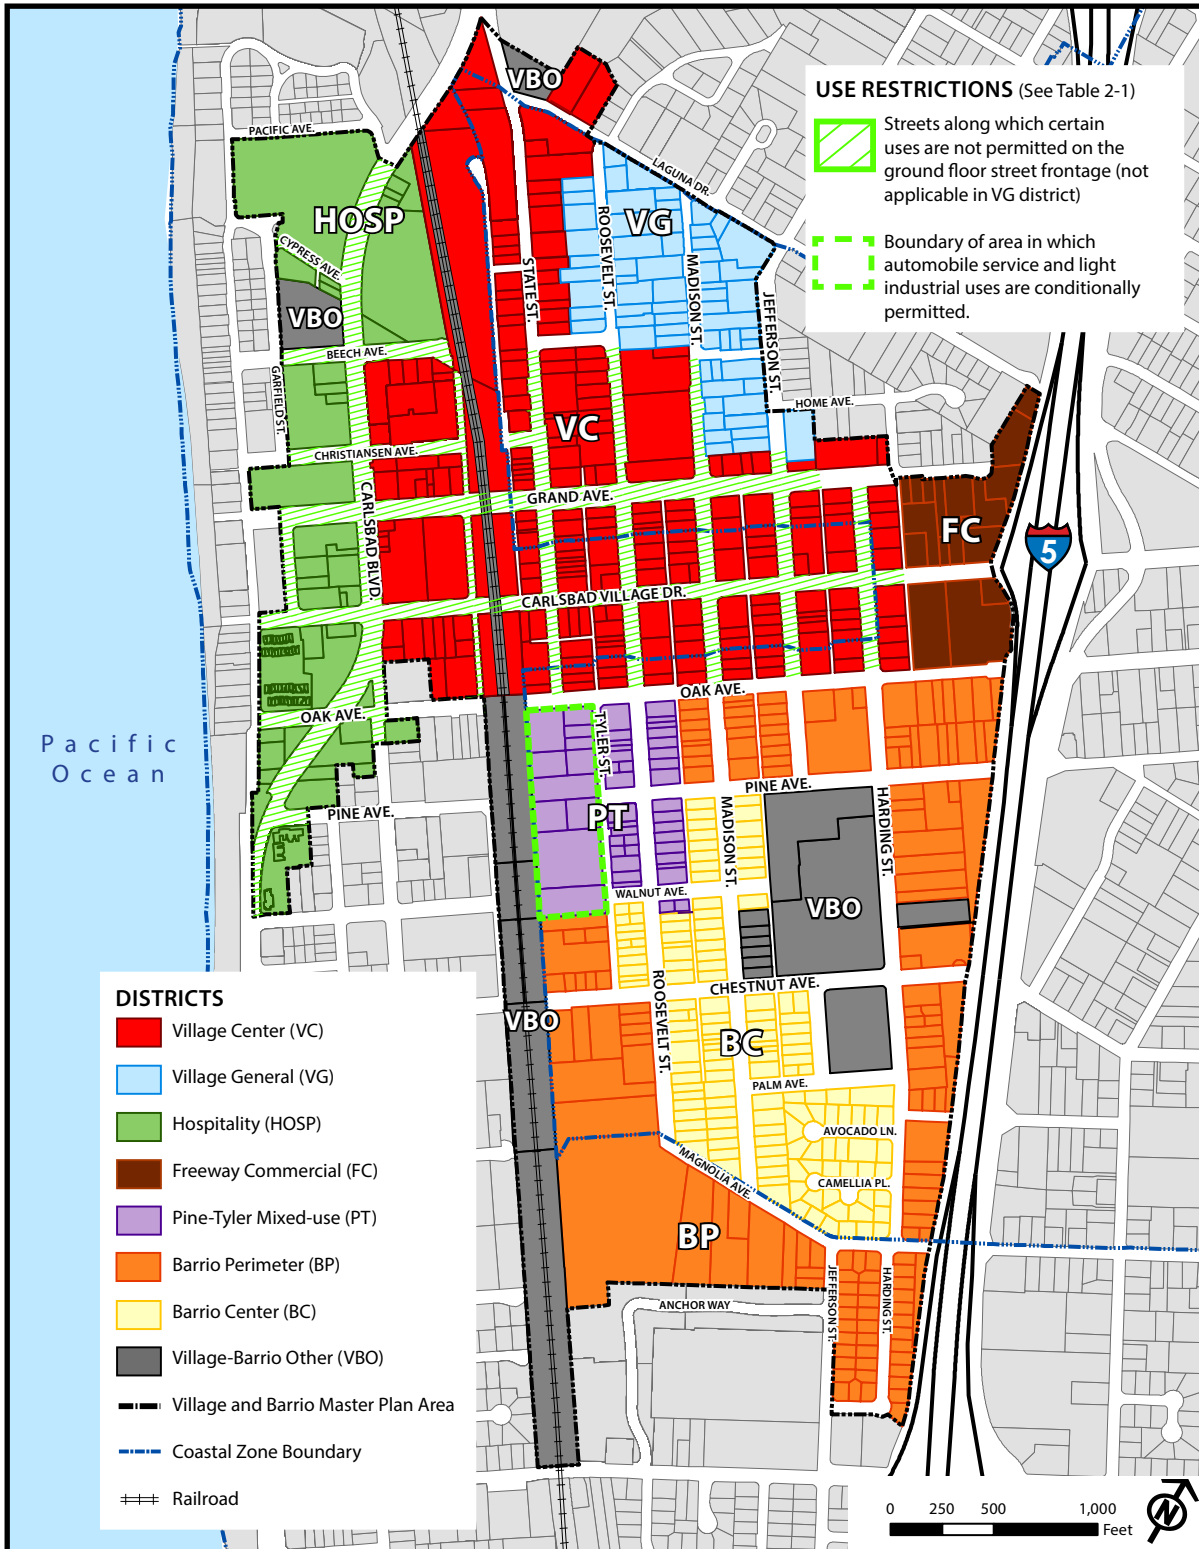 VBO
USE RESTRICTIONS (See Table 2-1)
Streets along which certain
uses are not permitted on the
ground floor street frontage (not
applicable in VG district)
Boundary of area in which
automobile service and light
industrial uses are conditionally
permitted.
PACIFIC AVE.
LAGUNA DR.
HOSP
VG
ROOSEVELT ST.
CYPRESS AVE.
STATE ST.
MADISON ST.
JEFFERSON ST.
VBO
BEECH AVE.
GARFIELD ST.
HOME AVE.
VC
CHRISTIANSEN AVE.
CARLSBAD BLVD.
GRAND AVE.
FC
5
CARLSBAD VILLAGE DR.
OAK AVE.
OAK AVE.
TYLER ST.
Pacific
Ocean
PINE AVE.
PINE AVE.
PT
MADISON ST.
HARDING ST.
WALNUT AVE.
VBO
ROOSEVELT ST.
CHESTNUT AVE.
VBO
BC
PALM AVE.
AVOCADO LN.
MAGNOLIA AVE.
CAMELLIA PL.
BP
JEFFERSON ST.
HARDING ST.
ANCHOR WAY
DISTRICTS
Village Center (VC)
Village General (VG)
Hospitality (HOSP)
Freeway Commercial (FC)
Pine-Tyler Mixed-use (PT)
Barrio Perimeter (BP)
Barrio Center (BC)
Village-Barrio Other (VBO)
Village and Barrio Master Plan Area
Coastal Zone Boundary
Railroad
0 250 500 1,000
Feet
N